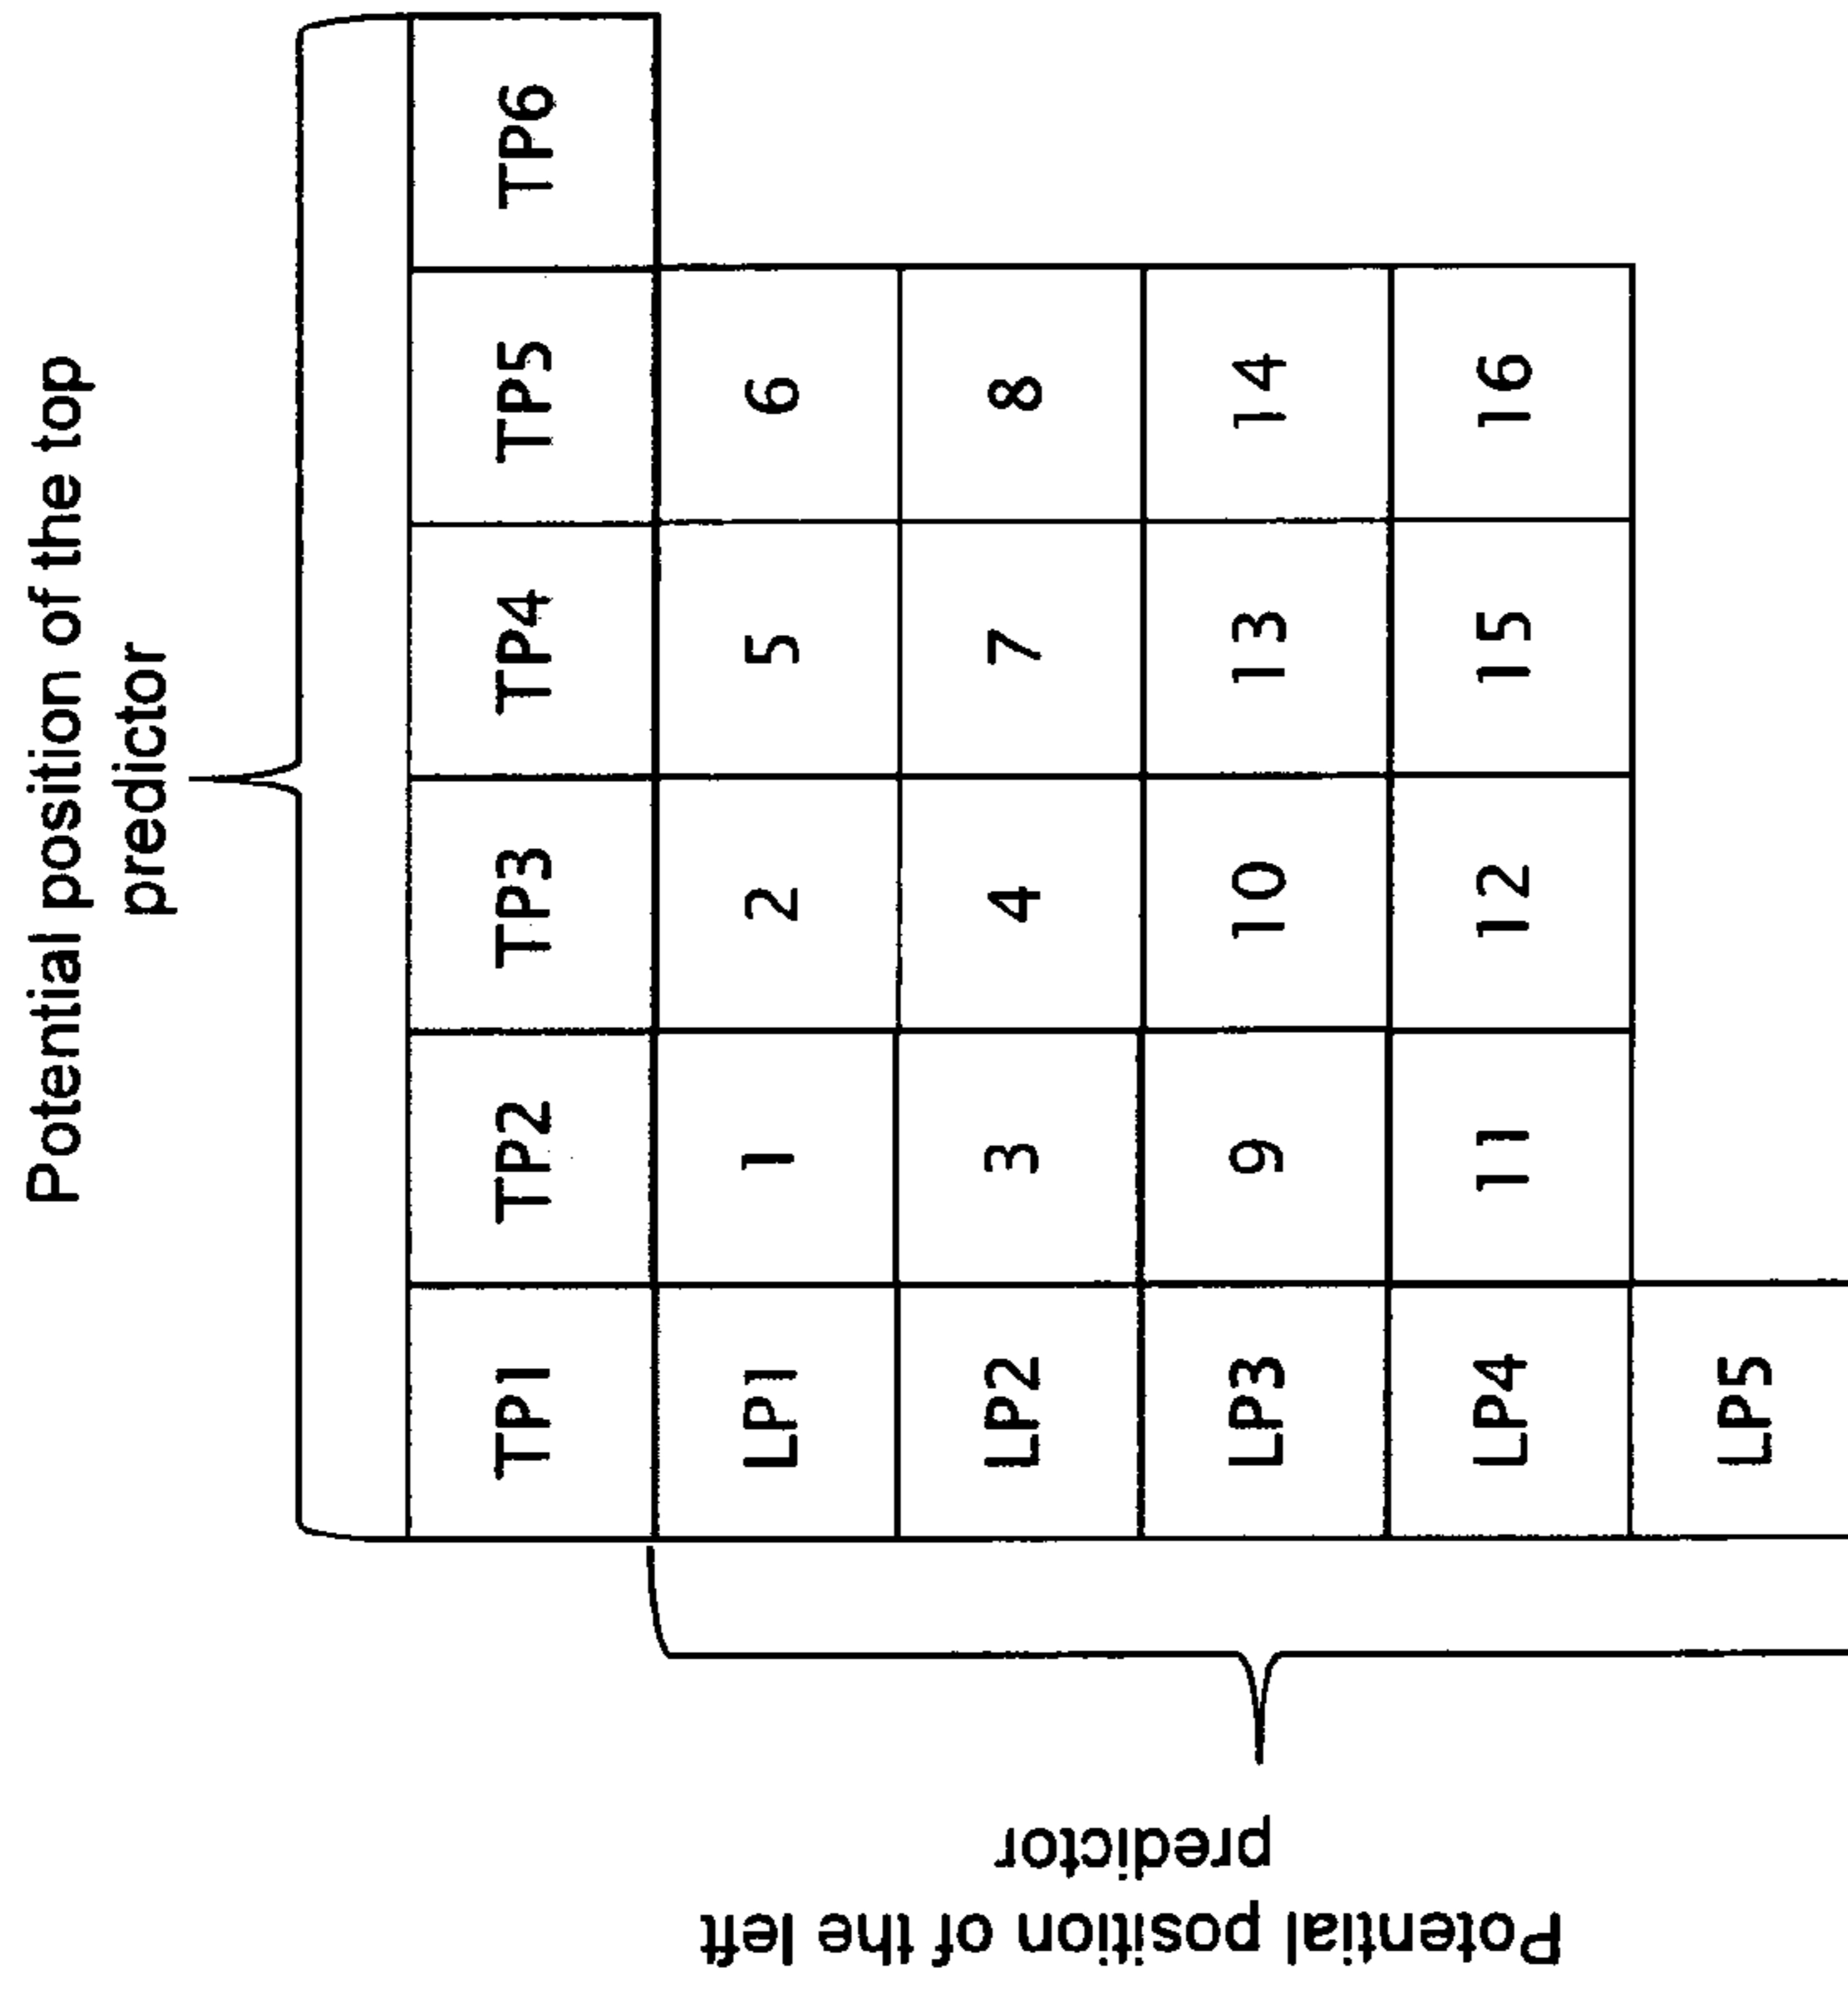 Potential position of the top
predictor
TP1 TP2 TP3 TP4 TP5 TP6
LP1 1 2 5 6
LP2 3 4 7 8
LP3 9 10 13 14
LP4 11 12 15 16
LP5
Potential position of the left
predictor